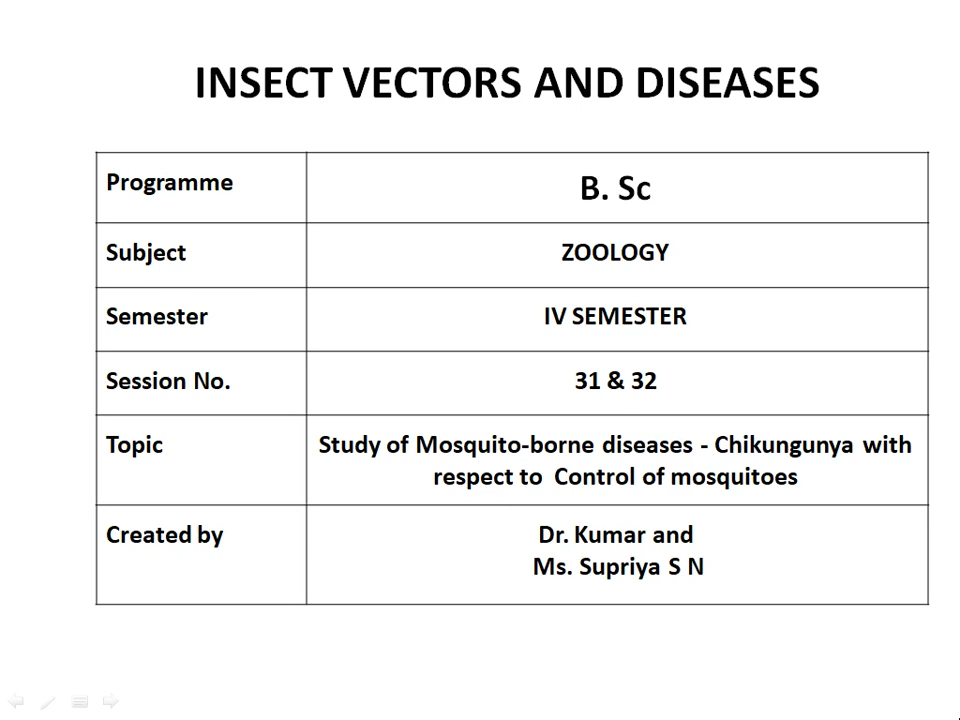 INSECT VECTORS AND DISEASES
Programme
B. Sc
Subject
ZOOLOGY
Semester
IV SEMESTER
Session No.
31 & 32
Topic
Study of Mosquito-borne diseases - Chikungunya with
respect to Control of mosquitoes
Created by
Dr. Kumar and
Ms. Supriya S N